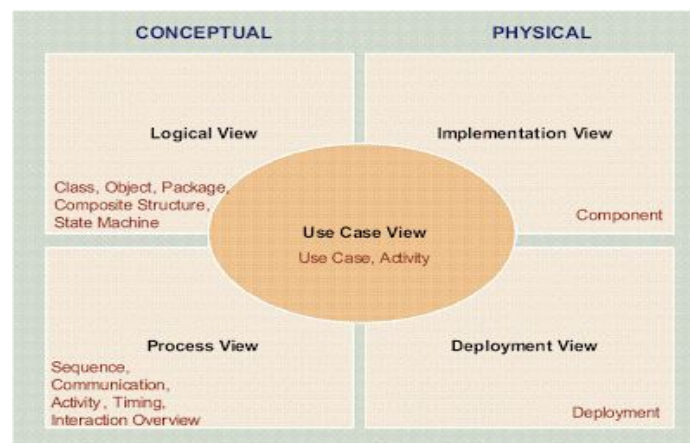 CONCEPTUAL
PHYSICAL
Logical View
Class, Object, Package,
Composite Structure,
State Machine
Implementation View
Component
Use Case View
Use Case, Activity
Process View
Sequence,
Communication,
Activity, Timing,
Interaction Overview
Deployment View
Deployment